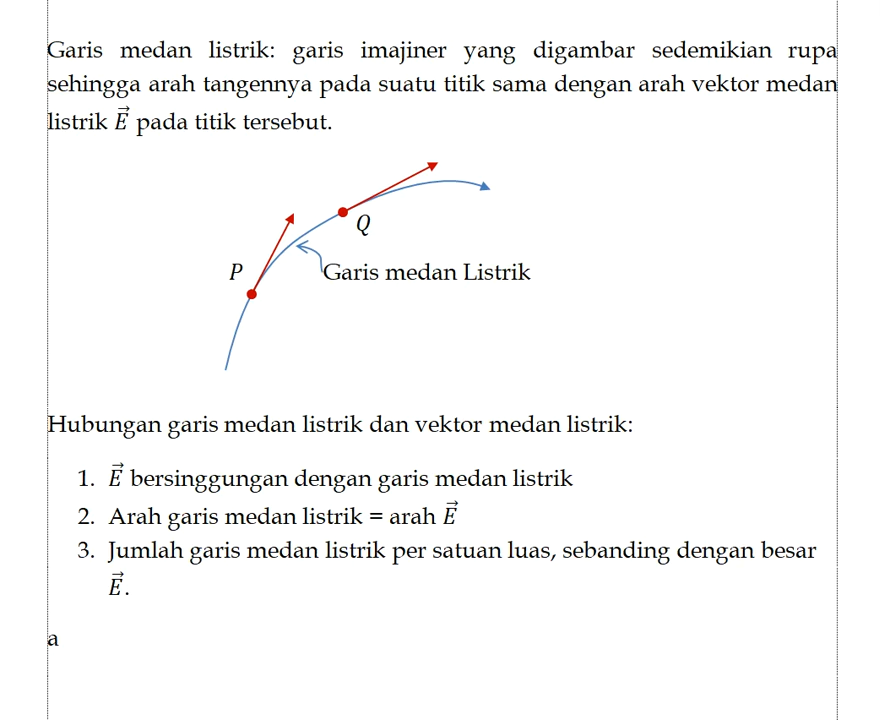 Garis medan listrik: garis imajiner yang digambar sedemikian rupa
sehingga arah tangennya pada suatu titik sama dengan arah vektor medan
listrik E⃗ pada titik tersebut.
Q
P
Garis medan Listrik
Hubungan garis medan listrik dan vektor medan listrik:
1. E⃗ bersinggungan dengan garis medan listrik
2. Arah garis medan listrik = arah E⃗
3. Jumlah garis medan listrik per satuan luas, sebanding dengan besar
E⃗.
a